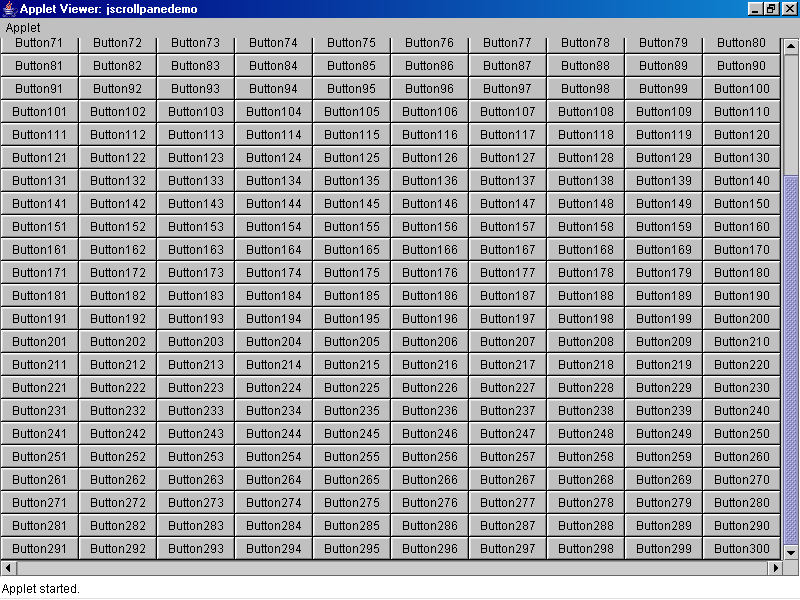 Applet Viewer: jscrollpanedemo
Applet
Button71 Button72 Button73 Button74 Button75 Button76 Button77 Button78 Button79 Button80
Button81 Button82 Button83 Button84 Button85 Button86 Button87 Button88 Button89 Button90
Button91 Button92 Button93 Button94 Button95 Button96 Button97 Button98 Button99 Button100
Button101 Button102 Button103 Button104 Button105 Button106 Button107 Button108 Button109 Button110
Button111 Button112 Button113 Button114 Button115 Button116 Button117 Button118 Button119 Button120
Button121 Button122 Button123 Button124 Button125 Button126 Button127 Button128 Button129 Button130
Button131 Button132 Button133 Button134 Button135 Button136 Button137 Button138 Button139 Button140
Button141 Button142 Button143 Button144 Button145 Button146 Button147 Button148 Button149 Button150
Button151 Button152 Button153 Button154 Button155 Button156 Button157 Button158 Button159 Button160
Button161 Button162 Button163 Button164 Button165 Button166 Button167 Button168 Button169 Button170
Button171 Button172 Button173 Button174 Button175 Button176 Button177 Button178 Button179 Button180
Button181 Button182 Button183 Button184 Button185 Button186 Button187 Button188 Button189 Button190
Button191 Button192 Button193 Button194 Button195 Button196 Button197 Button198 Button199 Button200
Button201 Button202 Button203 Button204 Button205 Button206 Button207 Button208 Button209 Button210
Button211 Button212 Button213 Button214 Button215 Button216 Button217 Button218 Button219 Button220
Button221 Button222 Button223 Button224 Button225 Button226 Button227 Button228 Button229 Button230
Button231 Button232 Button233 Button234 Button235 Button236 Button237 Button238 Button239 Button240
Button241 Button242 Button243 Button244 Button245 Button246 Button247 Button248 Button249 Button250
Button251 Button252 Button253 Button254 Button255 Button256 Button257 Button258 Button259 Button260
Button261 Button262 Button263 Button264 Button265 Button266 Button267 Button268 Button269 Button270
Button271 Button272 Button273 Button274 Button275 Button276 Button277 Button278 Button279 Button280
Button281 Button282 Button283 Button284 Button285 Button286 Button287 Button288 Button289 Button290
Button291 Button292 Button293 Button294 Button295 Button296 Button297 Button298 Button299 Button300
Applet started.